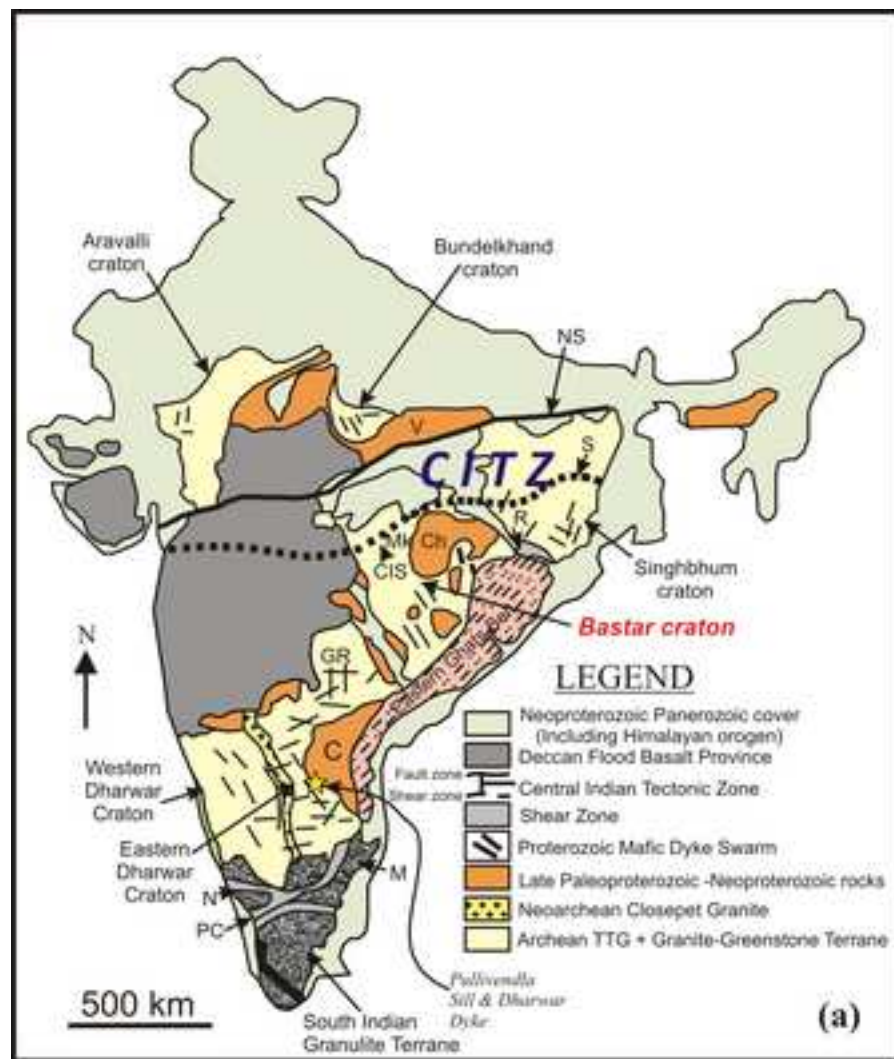 Aravalli
craton
Bundelkhand
craton
NS
V
CITZ
S
R
Mk
Ch
CIS
Singhbhum
craton
Bastar craton
N
GR
Eastern Ghats
C
Western
Dharwar
Craton
Eastern
Dharwar
Craton
N
M
PC
LEGEND
Neoproterozoic Panerozoic cover
(Including Himalayan orogen)
Deccan Flood Basalt Province
Fault zone
Shear zone
Central Indian Tectonic Zone
Shear Zone
Proterozoic Mafic Dyke Swarm
Late Paleoproterozoic -Neoproterozoic rocks
Neoarchean Closepet Granite
Archean TTG + Granite-Greenstone Terrane
Pullivendla
Sill & Dharwar
Dyke
500 km
South Indian
Granulite Terrane
(a)